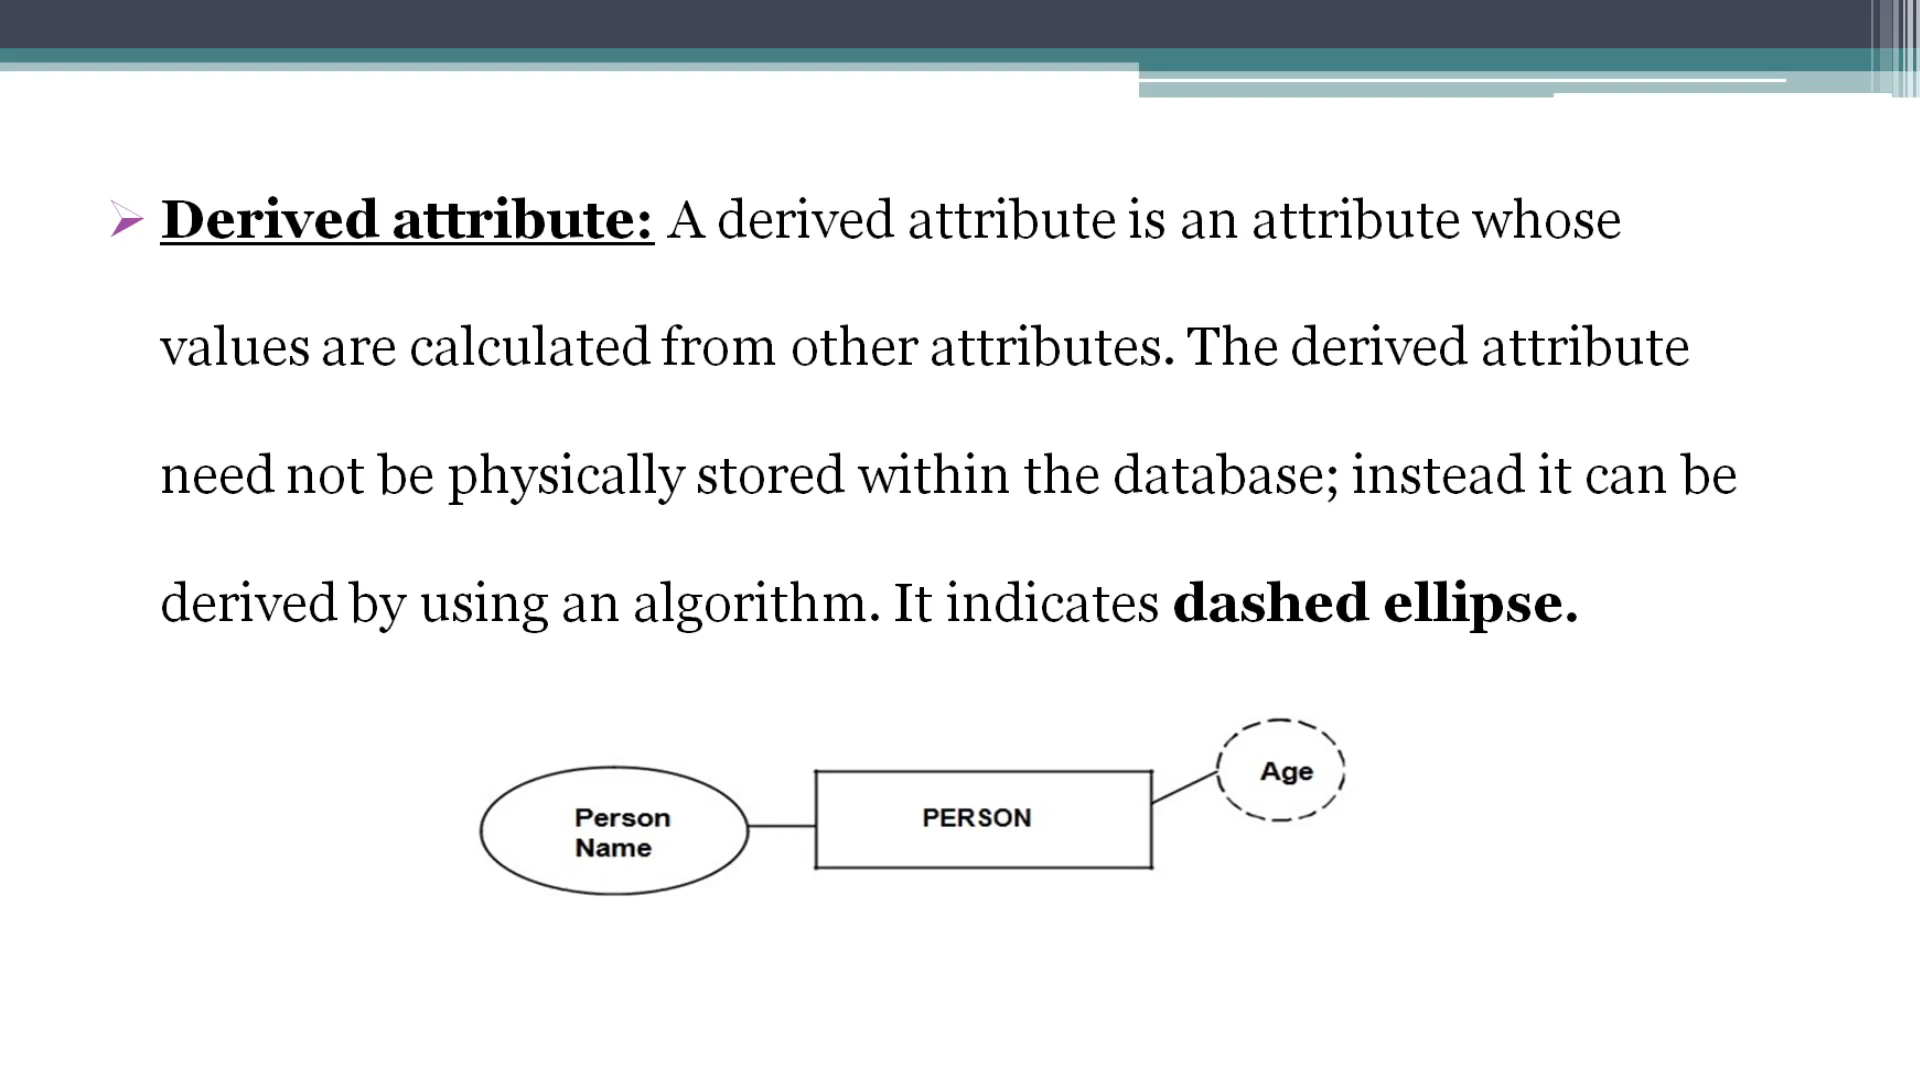 Derived attribute: A derived attribute is an attribute whose
values are calculated from other attributes. The derived attribute
need not be physically stored within the database; instead it can be
derived by using an algorithm. It indicates dashed ellipse.
Person
Name
PERSON
Age